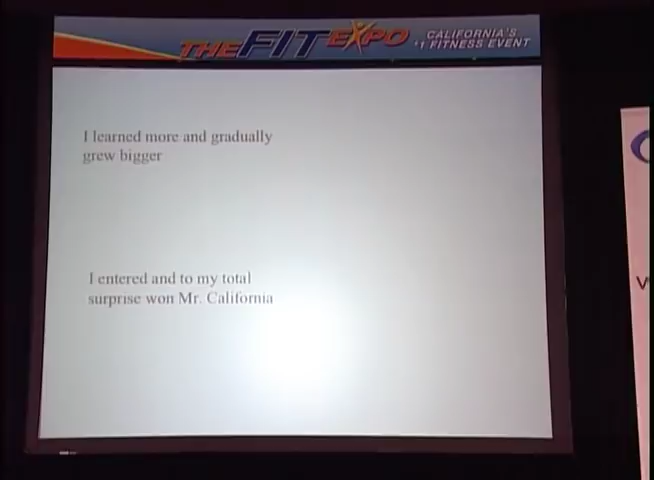 THE FIT EXPO
CALIFORNIA'S
#1 FITNESS EVENT
I learned more and gradually
grew bigger
I entered and to my total
surprise won Mr. California